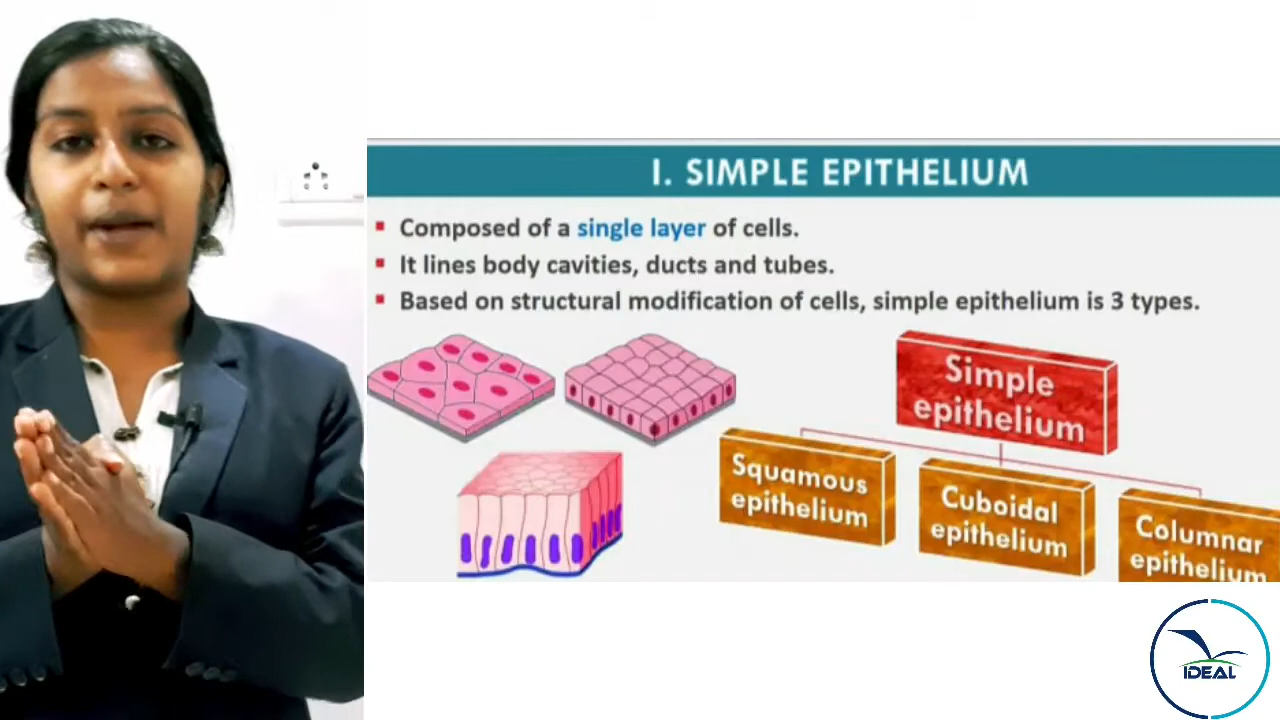 I. SIMPLE EPITHELIUM
Composed of a single layer of cells.
It lines body cavities, ducts and tubes.
Based on structural modification of cells, simple epithelium is 3 types.
Simple
epithelium
Squamous
epithelium
Cuboidal
epithelium
Columnar
epithelium
IDEAL